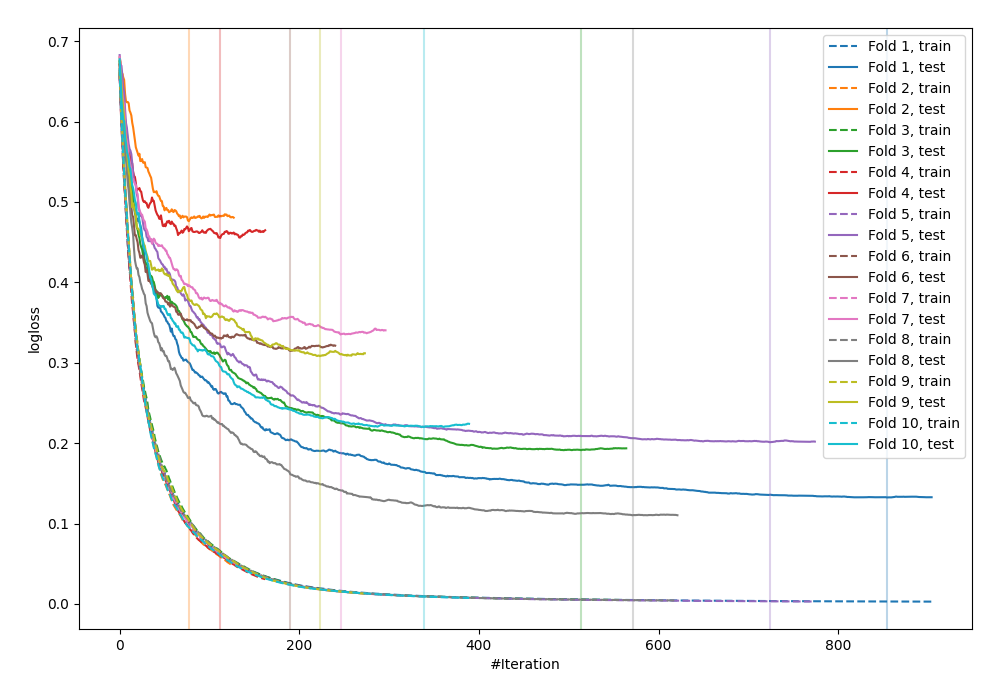 0.7
0.6
0.5
0.4
0.3
0.2
0.1
0.0
logloss
0
200
400
600
800
#Iteration
Fold 1, train
Fold 1, test
Fold 2, train
Fold 2, test
Fold 3, train
Fold 3, test
Fold 4, train
Fold 4, test
Fold 5, train
Fold 5, test
Fold 6, train
Fold 6, test
Fold 7, train
Fold 7, test
Fold 8, train
Fold 8, test
Fold 9, train
Fold 9, test
Fold 10, train
Fold 10, test